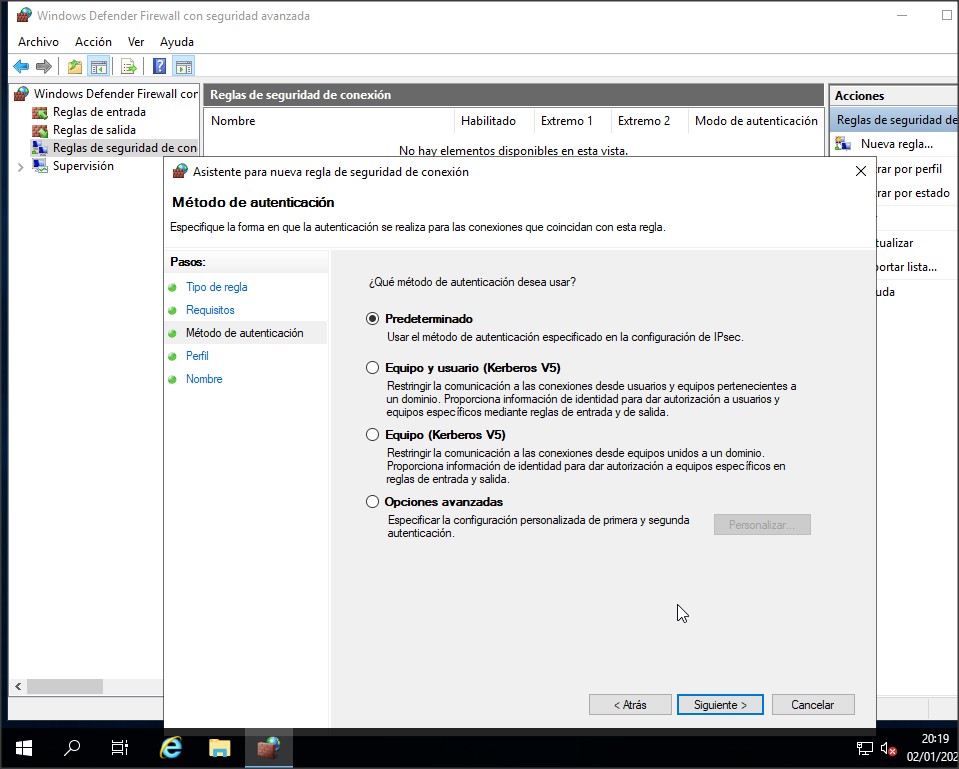 Windows Defender Firewall con seguridad avanzada
Archivo Acción Ver Ayuda
Windows Defender Firewall con
Reglas de entrada
Reglas de salida
Reglas de seguridad de con
Supervisión
Reglas de seguridad de conexión
Nombre Habilitado Extremo 1 Extremo 2 Modo de autenticación
No hay elementos disponibles en esta vista.
Acciones
Reglas de seguridad de
Nueva regla...
rar por perfil
rar por estado
tualizar
portar lista...
uda
Asistente para nueva regla de seguridad de conexión
Método de autenticación
Especifique la forma en que la autenticación se realiza para las conexiones que coincidan con esta regla.
Pasos:
Tipo de regla
Requisitos
Método de autenticación
Perfil
Nombre
¿Qué método de autenticación desea usar?
Predeterminado
Usar el método de autenticación especificado en la configuración de IPsec.
Equipo y usuario (Kerberos V5)
Restringir la comunicación a las conexiones desde usuarios y equipos pertenecientes a
un dominio. Proporciona información de identidad para dar autorización a usuarios y
equipos específicos mediante reglas de entrada y de salida.
Equipo (Kerberos V5)
Restringir la comunicación a las conexiones desde equipos unidos a un dominio.
Proporciona información de identidad para dar autorización a equipos específicos en
reglas de entrada y salida.
Opciones avanzadas
Especificar la configuración personalizada de primera y segunda
autenticación.
Personalizar...
< Atrás Siguiente > Cancelar
20:19
02/01/202